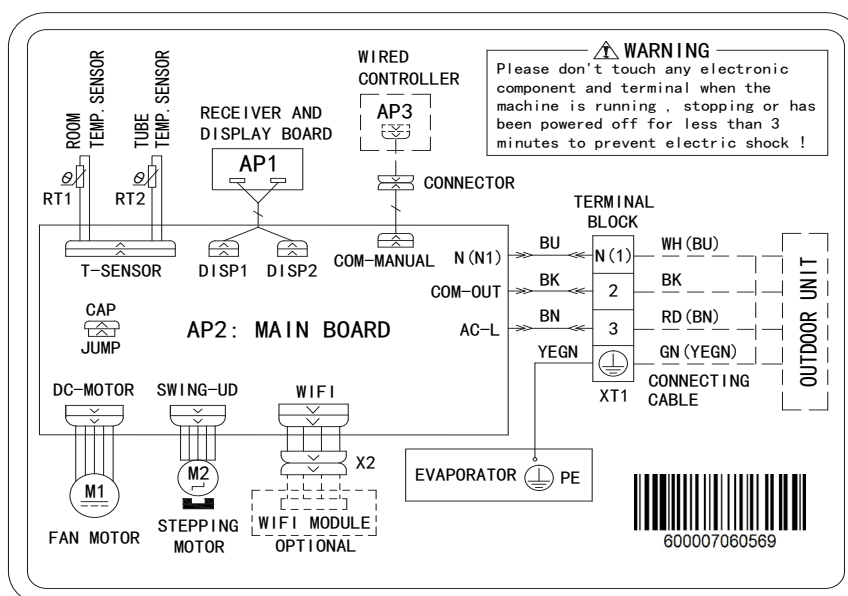 WARNING
Please don't touch any electronic
component and terminal when the
machine is running , stopping or has
been powered off for less than 3
minutes to prevent electric shock !
ROOM
TEMP. SENSOR
TUBE
TEMP. SENSOR
RECEIVER AND
DISPLAY BOARD
WIRED
CONTROLLER
AP1
AP3
θ
θ
RT1
RT2
CONNECTOR
TERMINAL
BLOCK
T-SENSOR
DISP1
DISP2
COM-MANUAL
N(N1)
BU
N(1)
WH(BU)
COM-OUT
BK
2
BK
AC-L
BN
3
RD(BN)
YEGN
GN(YEGN)
XT1
CONNECTING
CABLE
OUTDOOR UNIT
CAP
JUMP
AP2: MAIN BOARD
DC-MOTOR
SWING-UD
WIFI
X2
M1
M2
FAN MOTOR
STEPPING
MOTOR
WIFI MODULE
OPTIONAL
EVAPORATOR
PE
600007060569